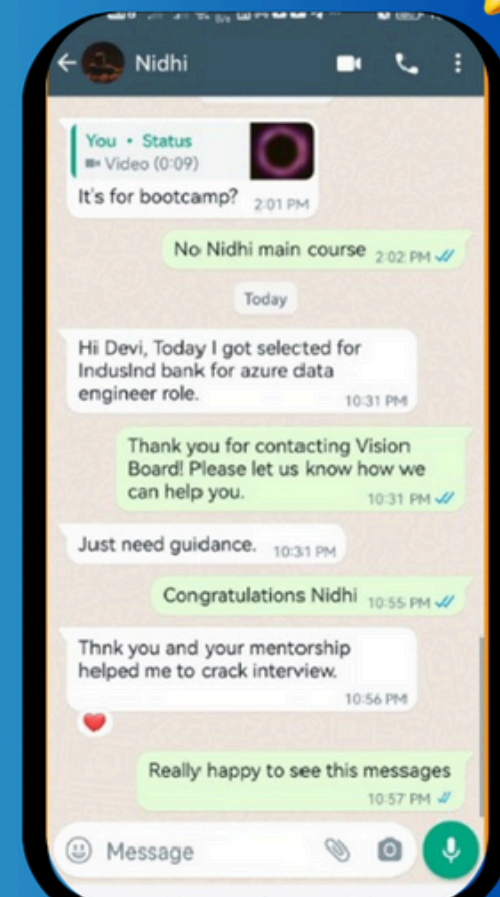 Nidhi
You • Status
Video (0:09)
It's for bootcamp?
2:01 PM
No Nidhi main course
2:02 PM
Today
Hi Devi, Today I got selected for
IndusInd bank for azure data
engineer role.
10:31 PM
Thank you for contacting Vision
Board! Please let us know how we
can help you.
10:31 PM
Just need guidance.
10:31 PM
Congratulations Nidhi
10:55 PM
Thnk you and your mentorship
helped me to crack interview.
10:56 PM
Really happy to see this messages
10:57 PM
Message